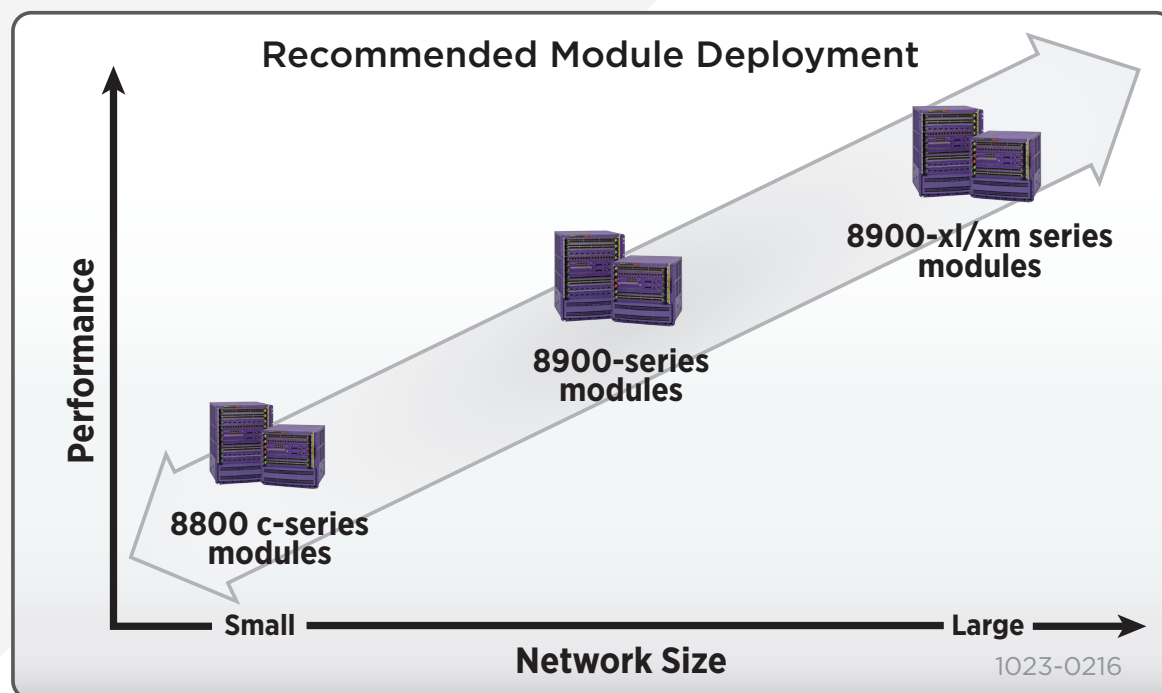 Recommended Module Deployment
Performance
8900-xl/xm series
modules
8900-series
modules
8800 c-series
modules
Small
Large
Network Size
1023-0216